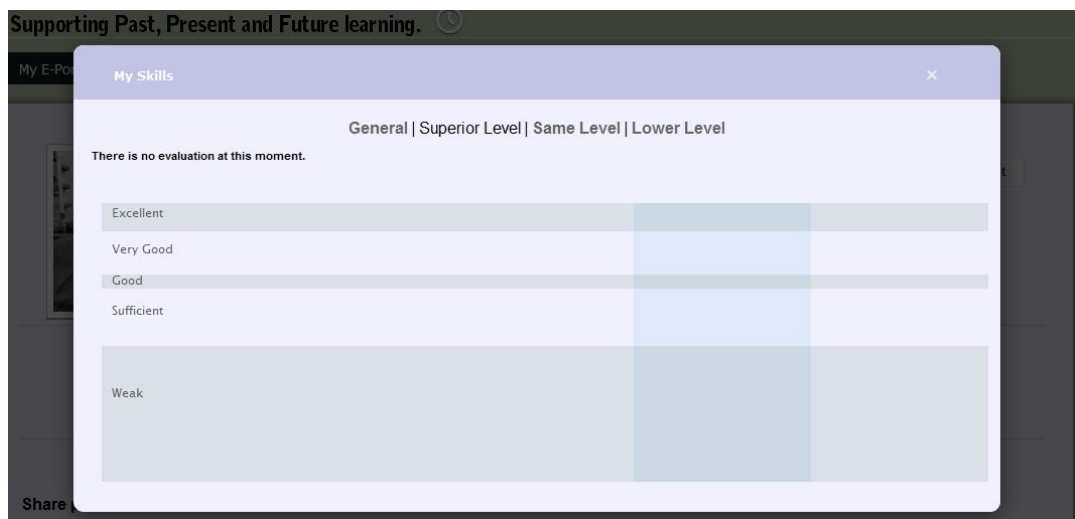 Supporting Past, Present and Future learning.
My E-Po
My Skills ×
General | Superior Level | Same Level | Lower Level
There is no evaluation at this moment.
Excellent
Very Good
Good
Sufficient
Weak
Share